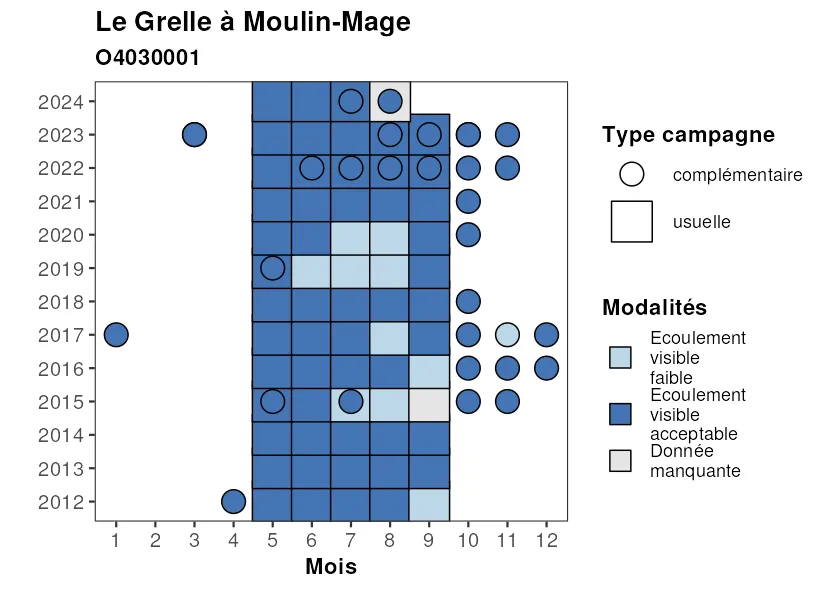 Le Grelle à Moulin-Mage
O4030001
2024
2023
2022
2021
2020
2019
2018
2017
2016
2015
2014
2013
2012
1 2 3 4 5 6 7 8 9 10 11 12
Mois
Type campagne
complémentaire
usuelle
Modalités
Ecoulement
visible
faible
Ecoulement
visible
acceptable
Donnée
manquante